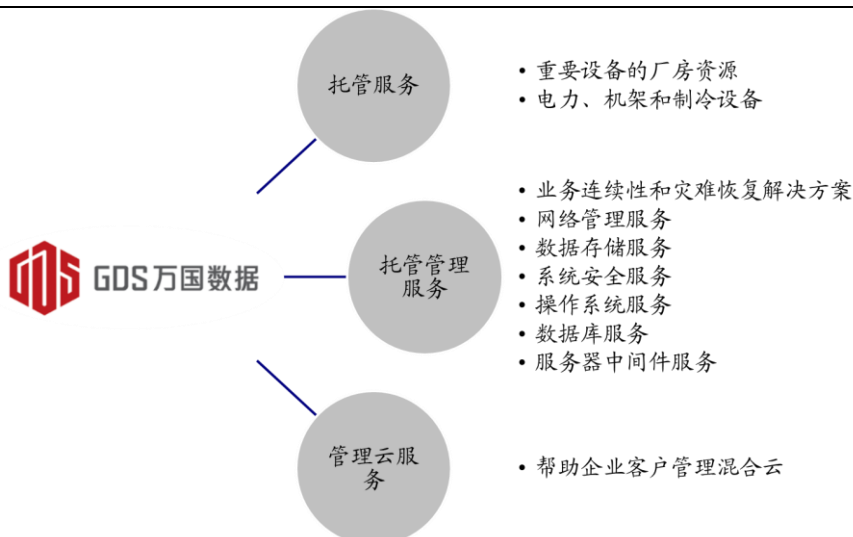 托管服务
• 重要设备的厂房资源
• 电力、机架和制冷设备
GDS万国数据
托管管理
服务
• 业务连续性和灾难恢复解决方案
• 网络管理服务
• 数据存储服务
• 系统安全服务
• 操作系统服务
• 数据库服务
• 服务器中间件服务
管理云服
务
• 帮助企业客户管理混合云